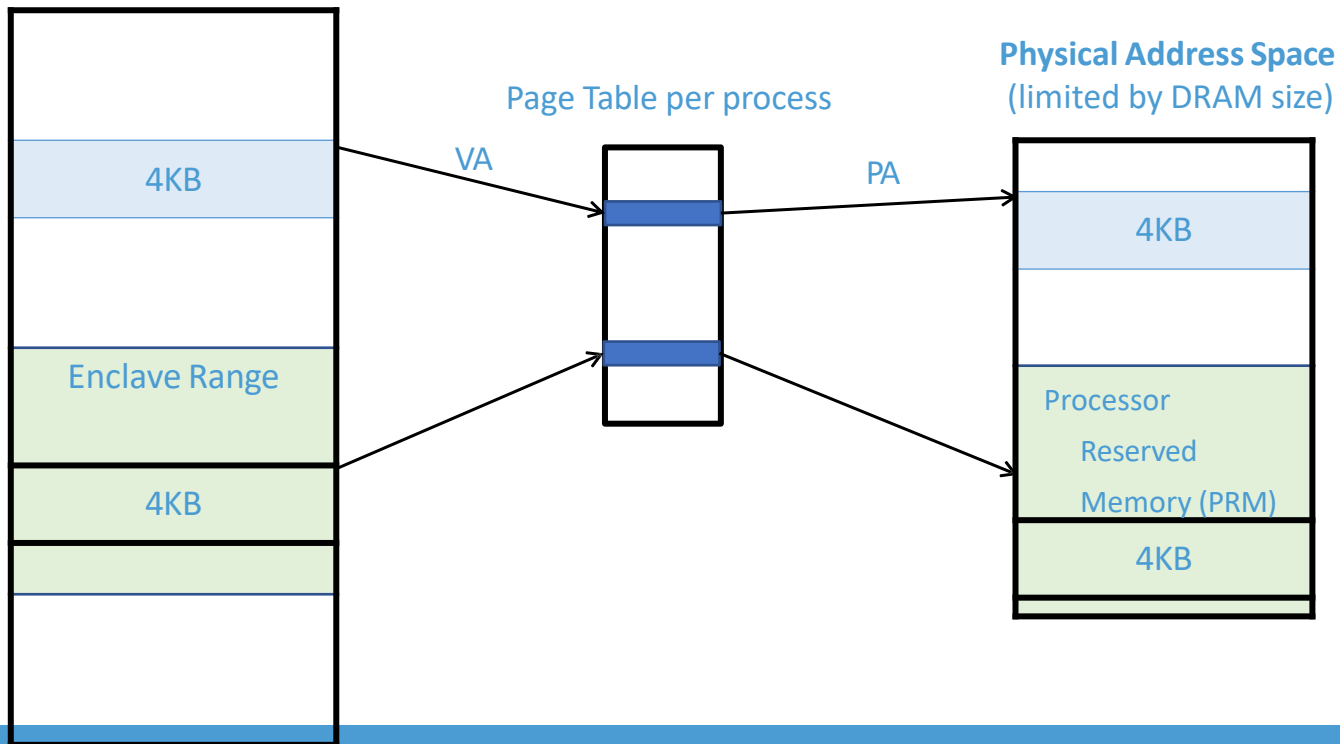 Physical Address Space
(limited by DRAM size)
Page Table per process
VA
PA
4KB
4KB
Enclave Range
4KB
Processor
Reserved
Memory (PRM)
4KB